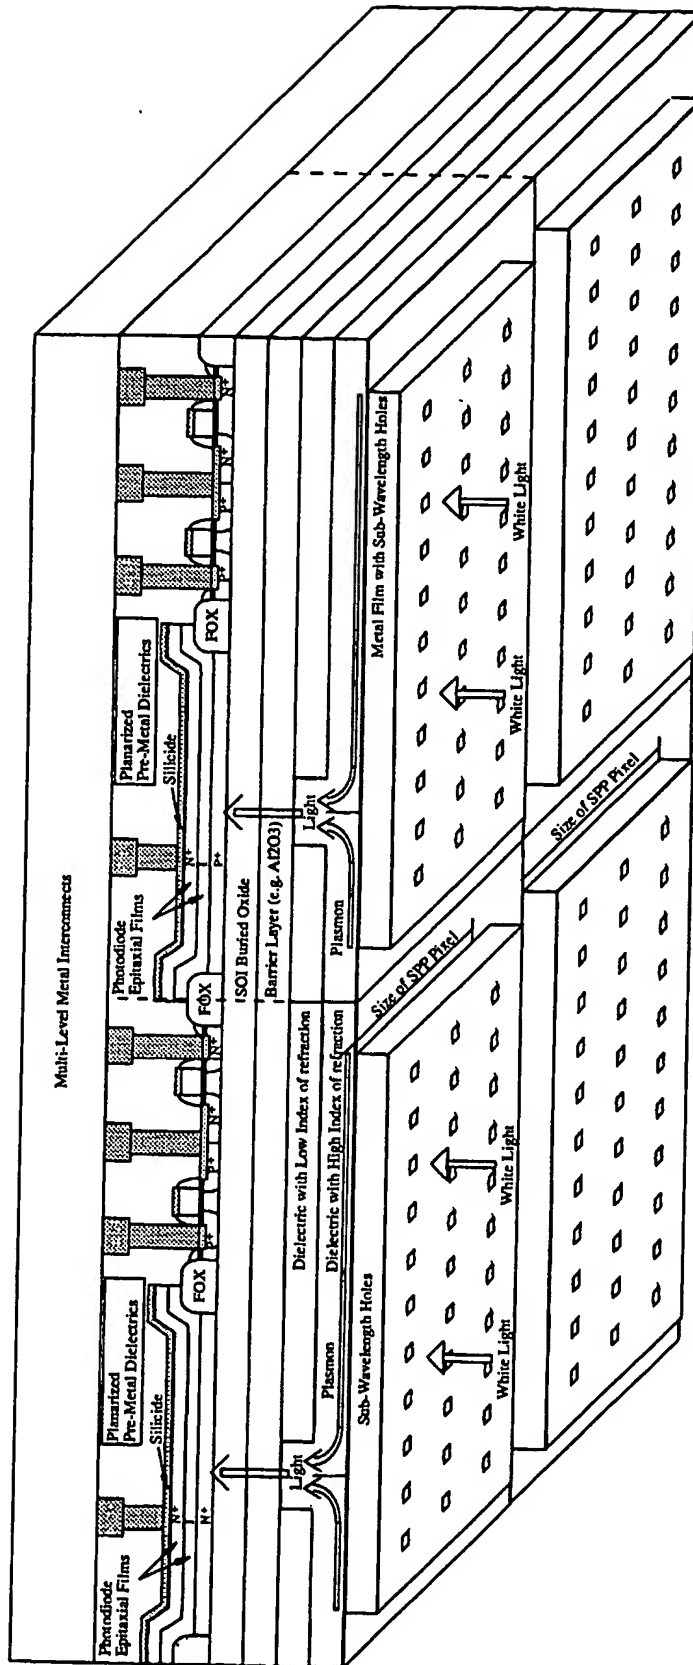 Multi-Level Metal Interconnects
Photodiode
Epitaxial Films
Planarized
Pre-Metal Dielectrics
Silicide
N+
I
N+
FOX
P+
P+
N+
N+
FOX
Photodiode
Epitaxial Films
Planarized
Pre-Metal Dielectrics
Silicide
N+
I
P+
FOX
P+
P+
N+
N+
SOI Buried Oxide
Barrier Layer (e.g. Al2O3)
Dielectric with Low Index of refraction
Dielectric with High Index of refraction
Light
Plasmon
Light
Plasmon
Sub-Wavelength Holes
Metal Film with Sub-Wavelength Holes
White Light
White Light
White Light
White Light
Size of SPP Pixel
Size of SPP Pixel